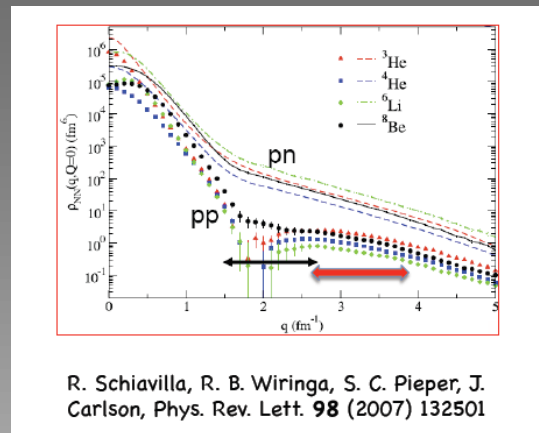 10⁶
10⁵
10⁴
10³
10²
10¹
10⁰
10⁻¹
ρNN(q,Q=0) (fm⁶)
³He
⁴He
⁶Li
⁸Be
pn
pp
0 1 2 3 4 5
q (fm⁻¹)
R. Schiavilla, R. B. Wiringa, S. C. Pieper, J.
Carlson, Phys. Rev. Lett. 98 (2007) 132501